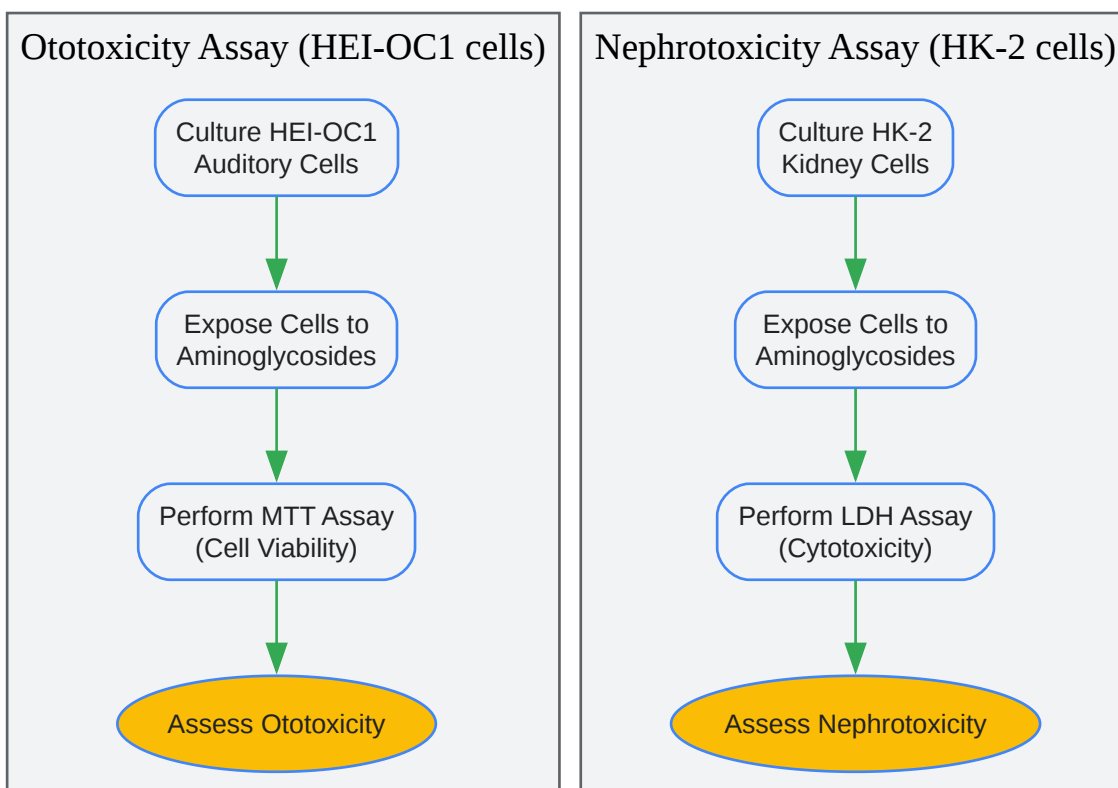 Ototoxicity Assay (HEI-OC1 cells)
Culture HEI-OC1
Auditory Cells
Expose Cells to
Aminoglycosides
Perform MTT Assay
(Cell Viability)
Assess Ototoxicity
Nephrotoxicity Assay (HK-2 cells)
Culture HK-2
Kidney Cells
Expose Cells to
Aminoglycosides
Perform LDH Assay
(Cytotoxicity)
Assess Nephrotoxicity